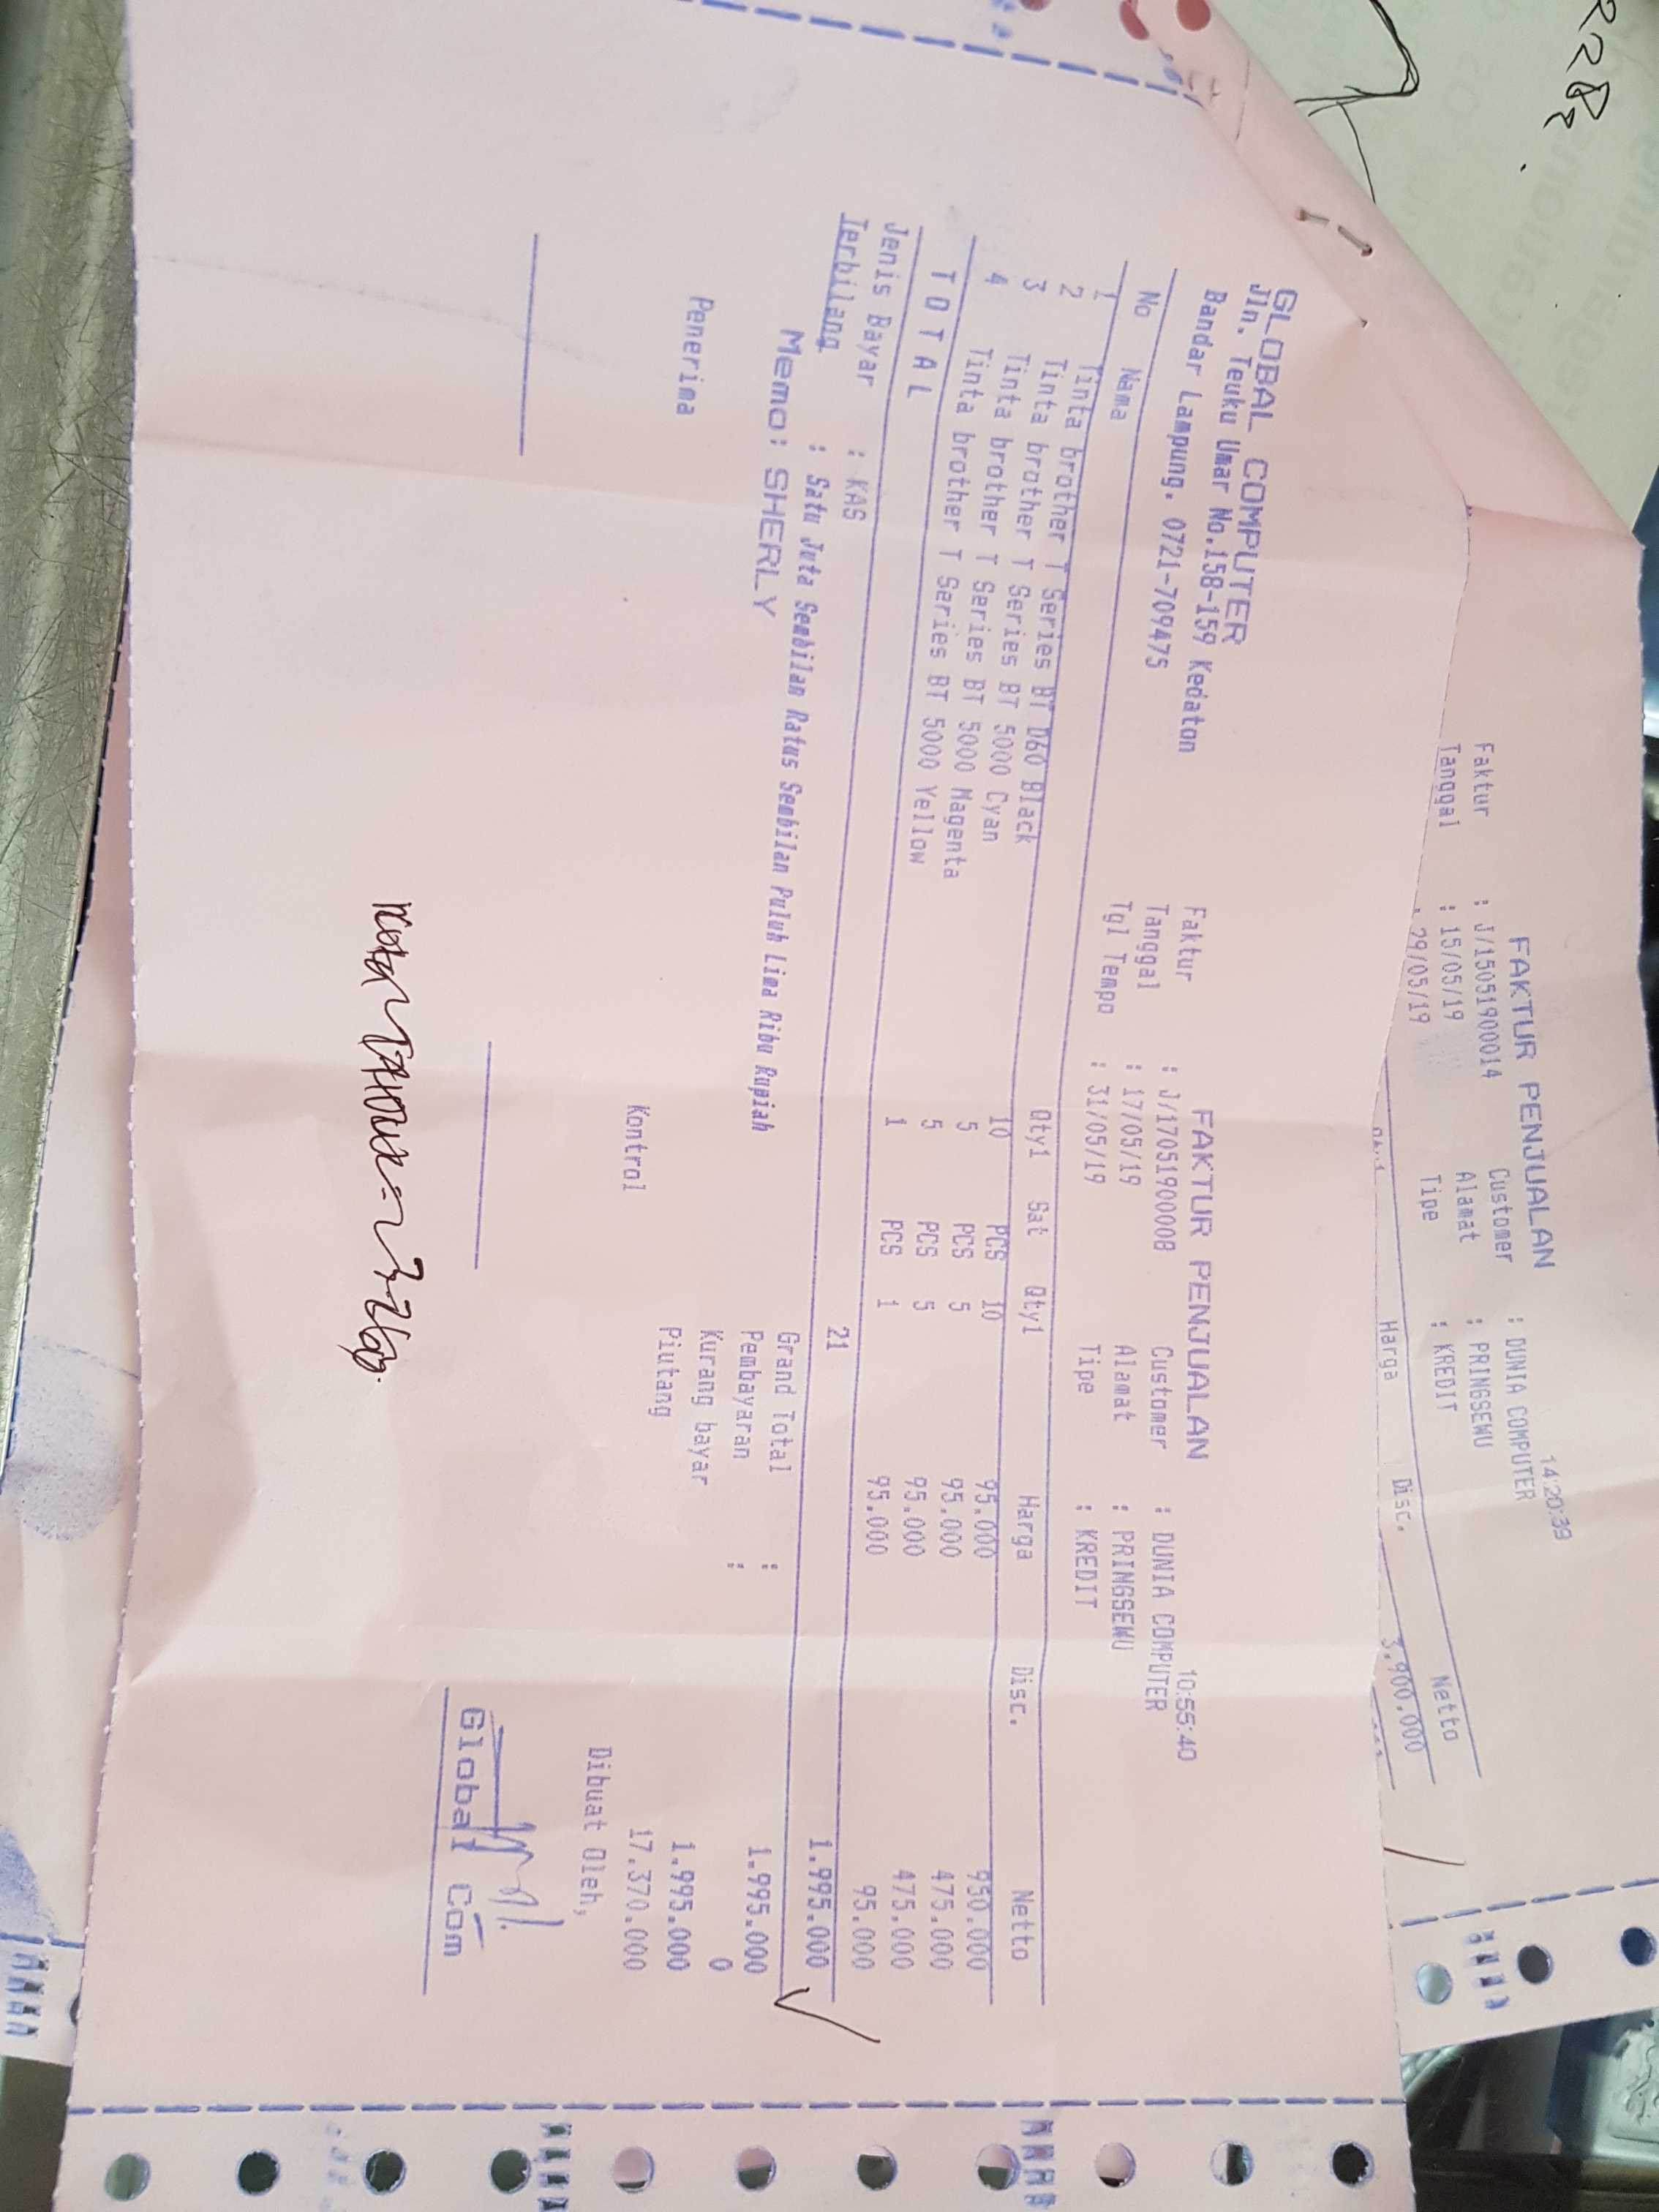 FAKTUR PENJUALAN
14:20:39
Faktur : J/1505190014 Customer : DUNIA COMPUTER
Tanggal : 15/05/19 Alamat : PRINGSEWU
: 29/05/19 Tipe : KREDIT
Harga Disc. Netto
3.900.000
GLOBAL COMPUTER
Jln. Teuku Umar No.158-159 Kedaton
Bandar Lampung. 0721-709475
FAKTUR PENJUALAN
10:55:40
Faktur : J/1705190008 Customer : DUNIA COMPUTER
Tanggal : 17/05/19 Alamat : PRINGSEWU
Tgl Tempo : 31/05/19 Tipe : KREDIT
No Nama Qty1 Sat Qty1 Harga Disc. Netto
1 Tinta brother T Series BT D60 Black 10 PCS 10 95.000 950.000
2 Tinta brother T Series BT 5000 Cyan 5 PCS 5 95.000 475.000
3 Tinta brother T Series BT 5000 Magenta 5 PCS 5 95.000 475.000
4 Tinta brother T Series BT 5000 Yellow 1 PCS 1 95.000 95.000
T O T A L 21 1.995.000
Jenis Bayar : KAS Grand Total : 1.995.000
Terbilang : Satu Juta Sembilan Ratus Sembilan Puluh Lima Ribu Rupiah Pembayaran : 0
Memo: SHERLY Kurang bayar 1.995.000
Piutang 17.370.000
Penerima Kontrol Dibuat Oleh,
Global Com